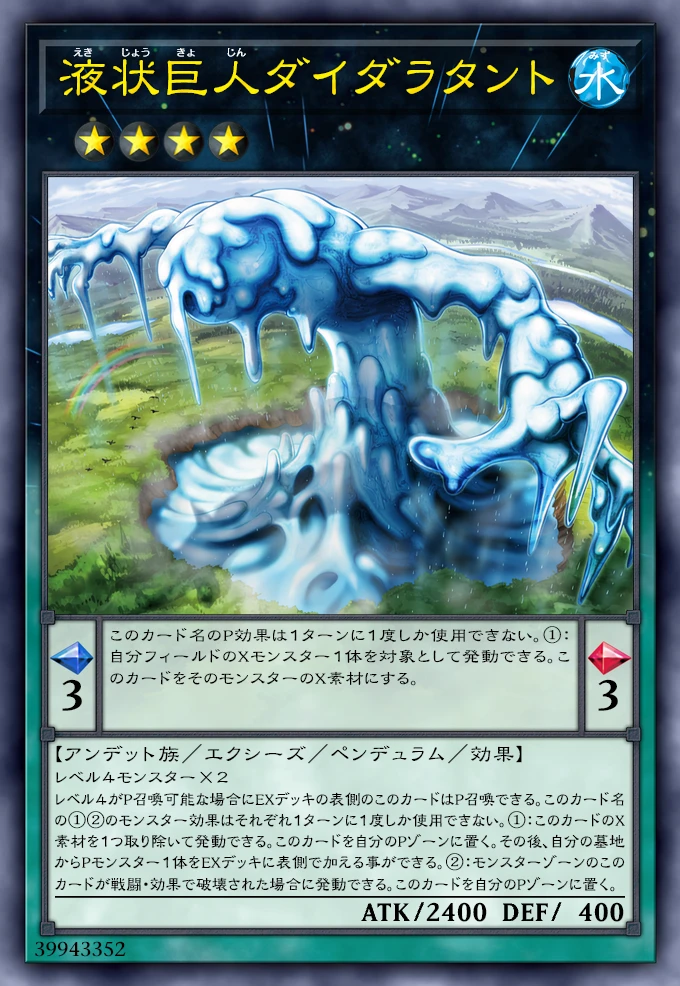 えき じょう きょ じん
液状巨人ダイダラタント
みず
水
このカード名のP効果は1ターンに1度しか使用できない。①:
自分フィールドのXモンスター1体を対象として発動できる。こ
のカードをそのモンスターのX素材にする。
3
3
【アンデット族／エクシーズ／ペンデュラム／効果】
レベル4モンスター×2
レベル4がP召喚可能な場合にEXデッキの表側のこのカードはP召喚できる。このカード名
の①②のモンスター効果はそれぞれ1ターンに1度しか使用できない。①:このカードのX
素材を1つ取り除いて発動できる。このカードを自分のPゾーンに置く。その後、自分の墓地
からPモンスター1体をEXデッキに表側で加える事ができる。②:モンスターゾーンのこの
カードが戦闘・効果で破壊された場合に発動できる。このカードを自分のPゾーンに置く。
ATK/2400 DEF/ 400
39943352